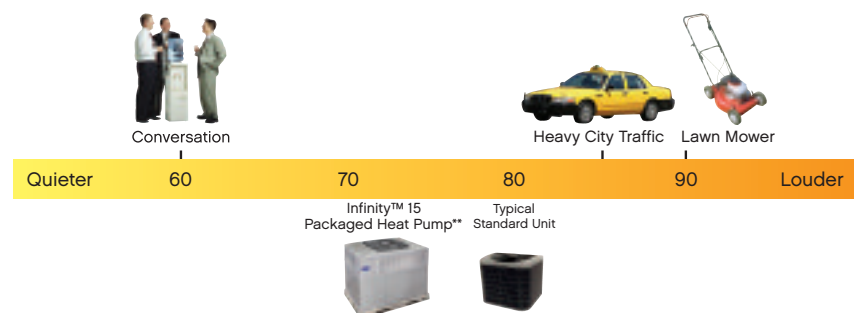 Conversation
Heavy City Traffic
Lawn Mower
Quieter 60 70 80 90 Louder
Infinity™ 15
Packaged Heat Pump**
Typical
Standard Unit